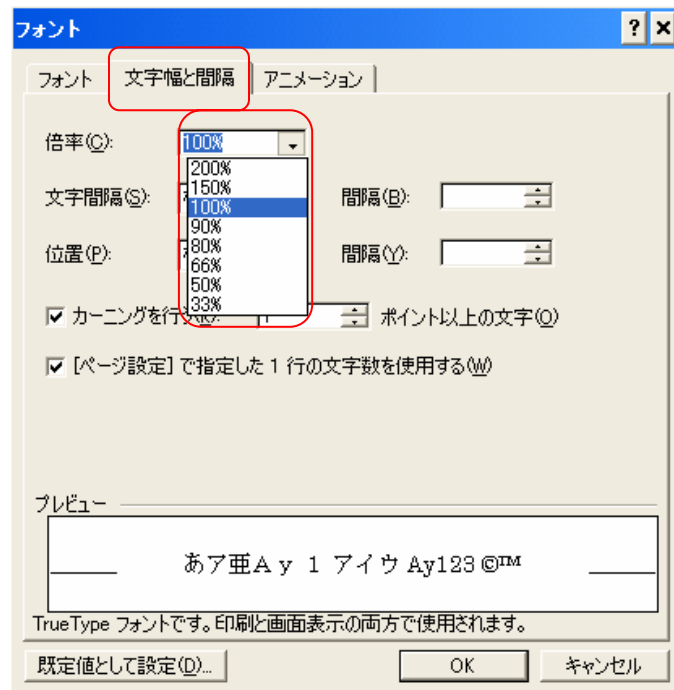 フォント
フォント 文字幅と間隔 アニメーション
倍率(C): 100%
200%
150%
100%
90%
80%
66%
50%
33%
文字間隔(S): 間隔(B):
位置(P): 間隔(Y):
カーニングを行 ポイント以上の文字(O)
[ページ設定] で指定した 1 行の文字数を使用する(W)
プレビュー
あア亜Ay 1 アイウ Ay123 ©™
TrueType フォントです。印刷と画面表示の両方で使用されます。
既定値として設定(D)... OK キャンセル